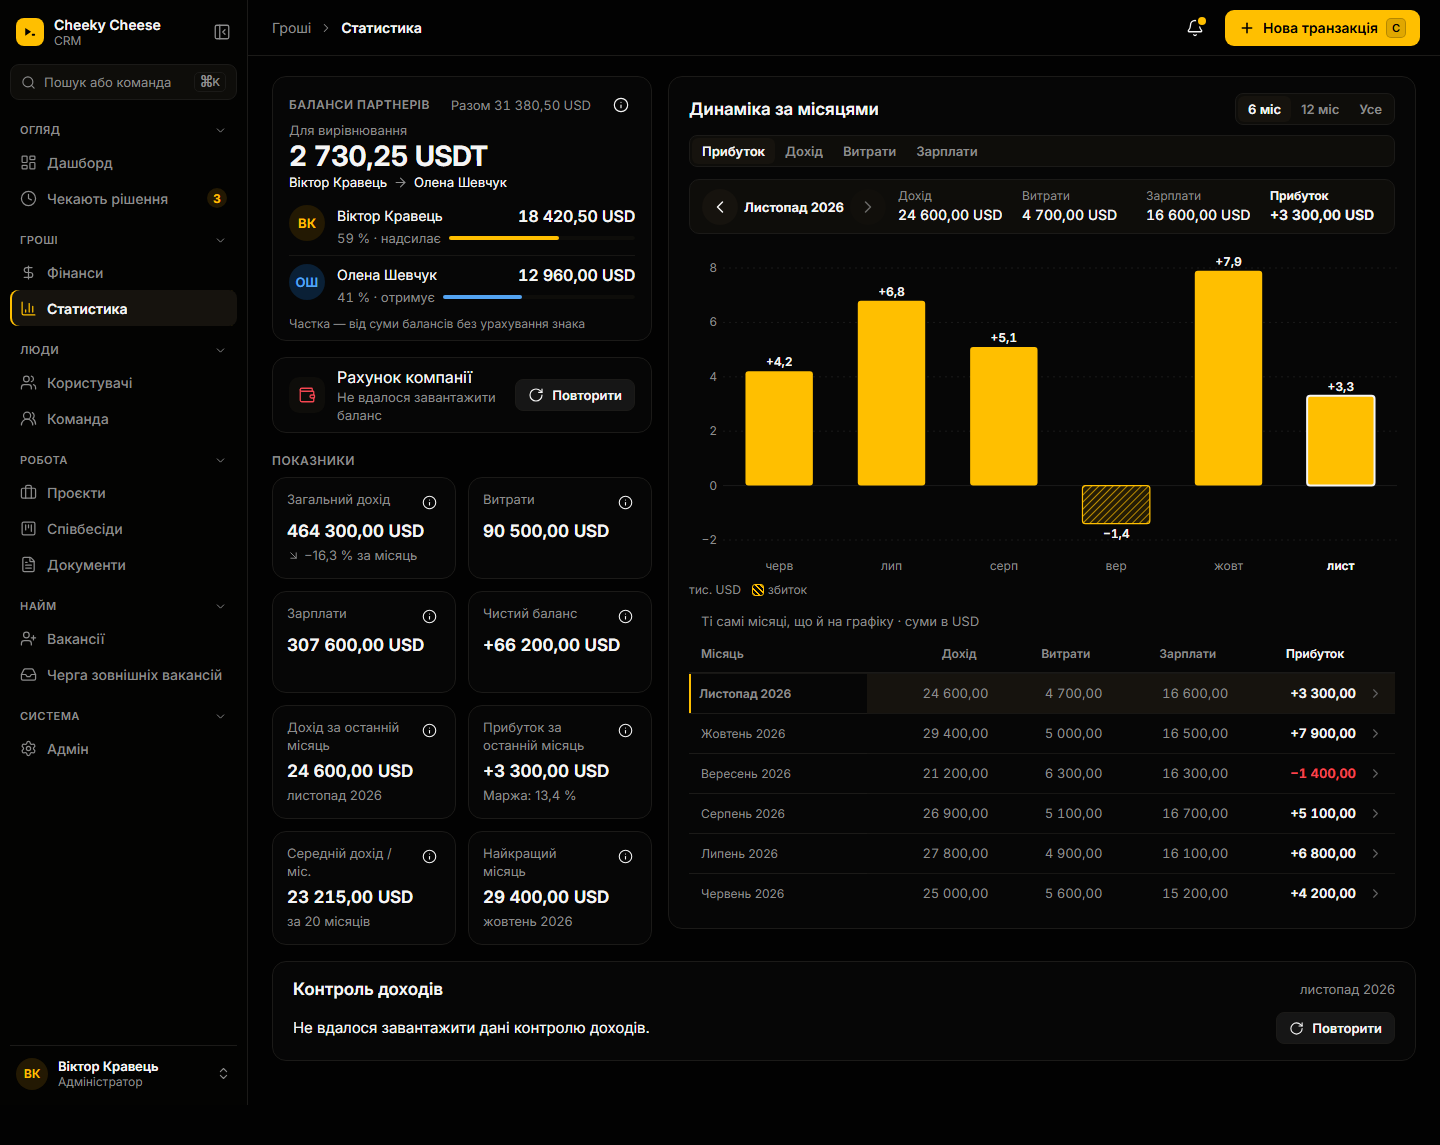 Cheeky Cheese
CRM
Пошук або команда ⌘K
ОГЛЯД
Дашборд
Чекають рішення 3
ГРОШІ
Фінанси
Статистика
ЛЮДИ
Користувачі
Команда
РОБОТА
Проєкти
Співбесіди
Документи
НАЙМ
Вакансії
Черга зовнішніх вакансій
СИСТЕМА
Адмін
ВК
Віктор Кравець
Адміністратор
Гроші > Статистика
+ Нова транзакція C
БАЛАНСИ ПАРТНЕРІВ Разом 31 380,50 USD
Для вирівнювання
2 730,25 USDT
Віктор Кравець → Олена Шевчук
ВК
Віктор Кравець 18 420,50 USD
59 % · надсилає
ОШ
Олена Шевчук 12 960,00 USD
41 % · отримує
Частка — від суми балансів без урахування знака
Рахунок компанії
Не вдалося завантажити
баланс
Повторити
ПОКАЗНИКИ
Загальний дохід
464 300,00 USD
↘ −16,3 % за місяць
Витрати
90 500,00 USD
Зарплати
307 600,00 USD
Чистий баланс
+66 200,00 USD
Дохід за останній
місяць
24 600,00 USD
листопад 2026
Прибуток за
останній місяць
+3 300,00 USD
Маржа: 13,4 %
Середній дохід /
міс.
23 215,00 USD
за 20 місяців
Найкращий
місяць
29 400,00 USD
жовтень 2026
Динаміка за місяцями
6 міс 12 міс Усе
Прибуток Дохід Витрати Зарплати
Листопад 2026
Дохід
24 600,00 USD
Витрати
4 700,00 USD
Зарплати
16 600,00 USD
Прибуток
+3 300,00 USD
8
6
4
2
0
−2
+4,2
+6,8
+5,1
−1,4
+7,9
+3,3
черв лип серп вер жовт лист
тис. USD збиток
Ті самі місяці, що й на графіку · суми в USD
Місяць Дохід Витрати Зарплати Прибуток
Листопад 2026 24 600,00 4 700,00 16 600,00 +3 300,00
Жовтень 2026 29 400,00 5 000,00 16 500,00 +7 900,00
Вересень 2026 21 200,00 6 300,00 16 300,00 −1 400,00
Серпень 2026 26 900,00 5 100,00 16 700,00 +5 100,00
Липень 2026 27 800,00 4 900,00 16 100,00 +6 800,00
Червень 2026 25 000,00 5 600,00 15 200,00 +4 200,00
Контроль доходів листопад 2026
Не вдалося завантажити дані контролю доходів.
Повторити